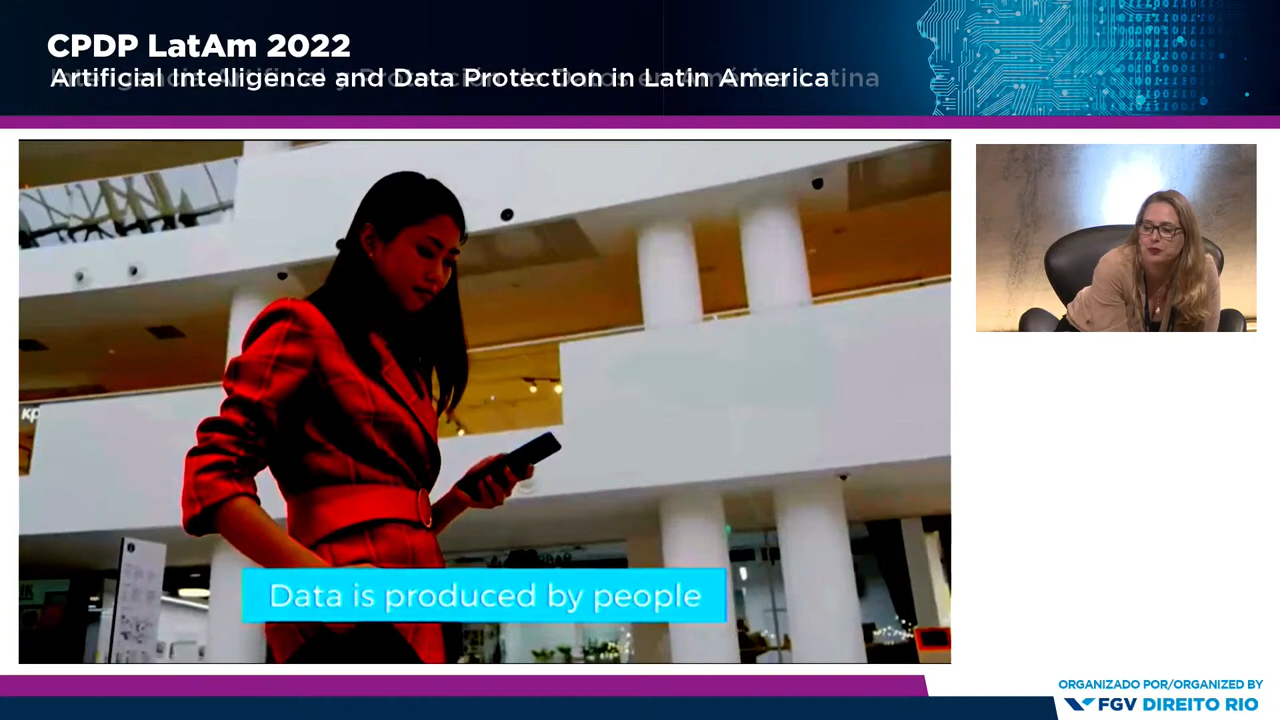 CPDP LatAm 2022
Artificial Intelligence and Data Protection in Latin America
Data is produced by people
ORGANIZADO POR/ORGANIZED BY
FGV DIREITO RIO